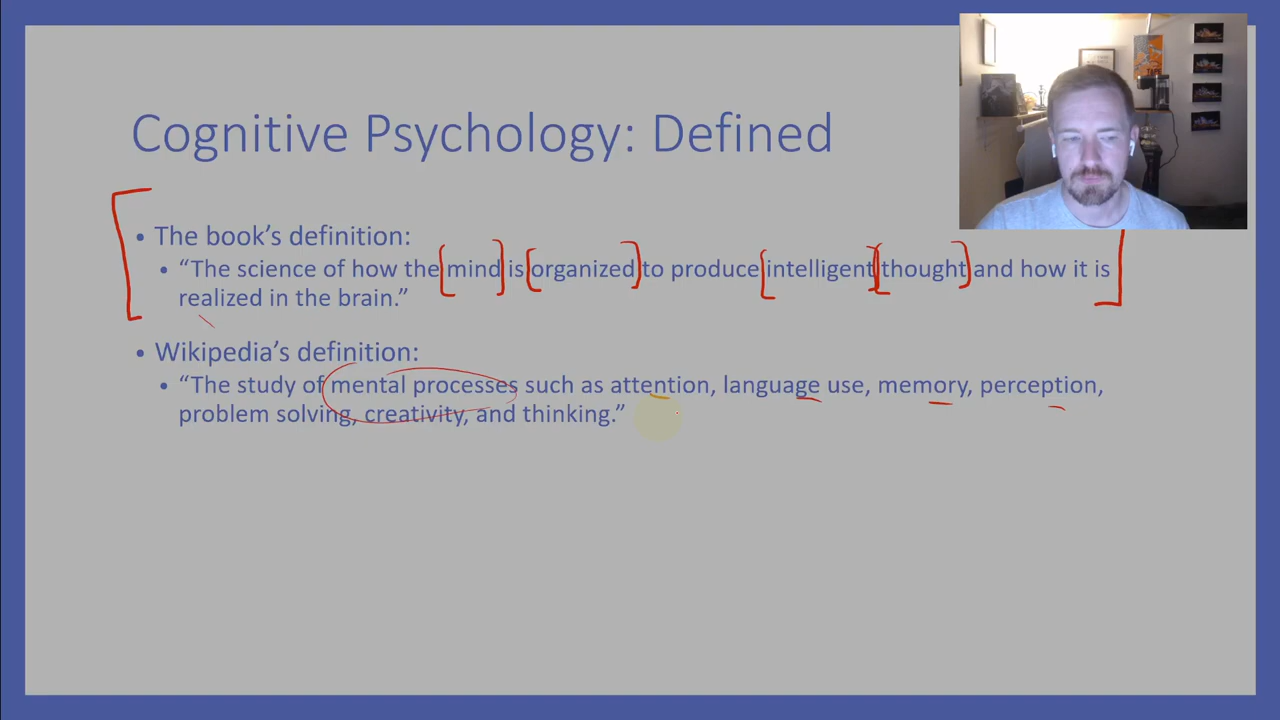 Cognitive Psychology: Defined
• The book’s definition:
• “The science of how the mind is organized to produce intelligent thought and how it is
realized in the brain.”
• Wikipedia’s definition:
• “The study of mental processes such as attention, language use, memory, perception,
problem solving, creativity, and thinking.”